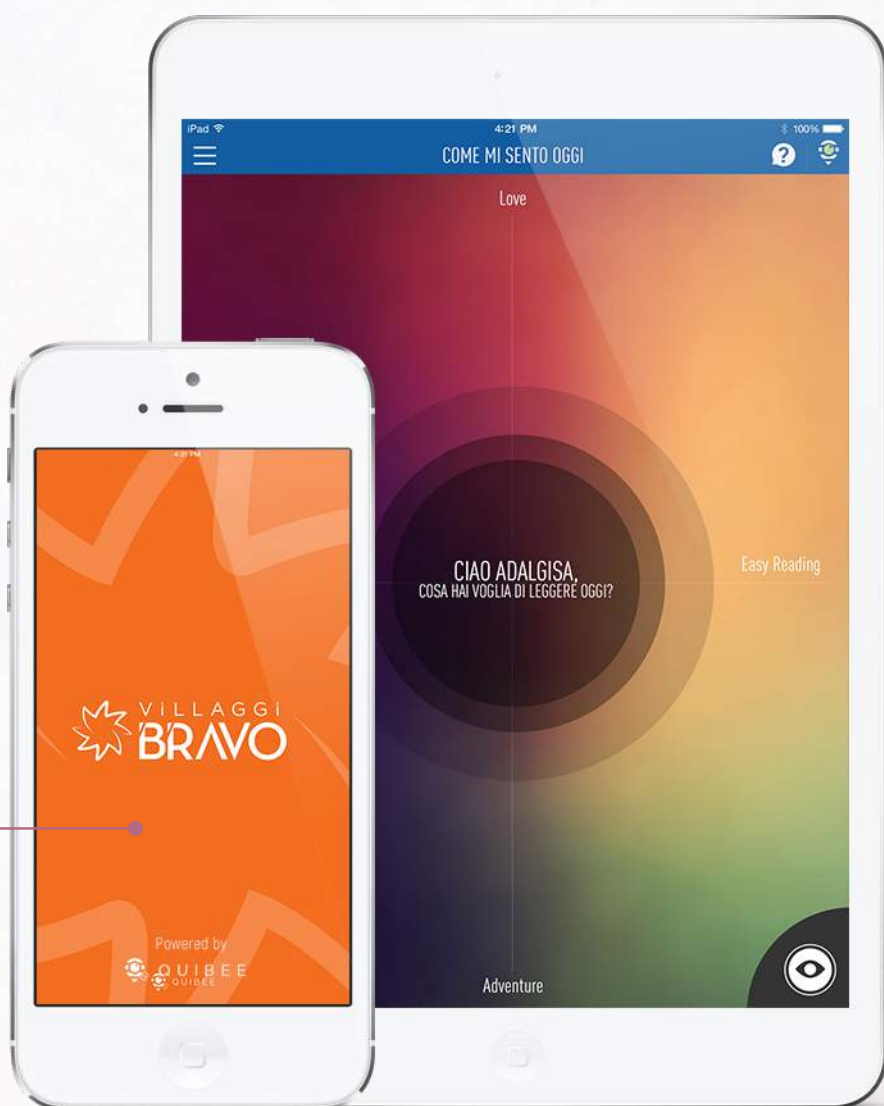 iPad
4:21 PM
100%
COME MI SENTO OGGI
?
Love
CIAO ADALGISA,
COSA HAI VOGLIA DI LEGGERE OGGI?
Easy Reading
Adventure
4:21 PM
VILLAGGI
BRAVO
Powered by
QUIBEE
QUIBEE